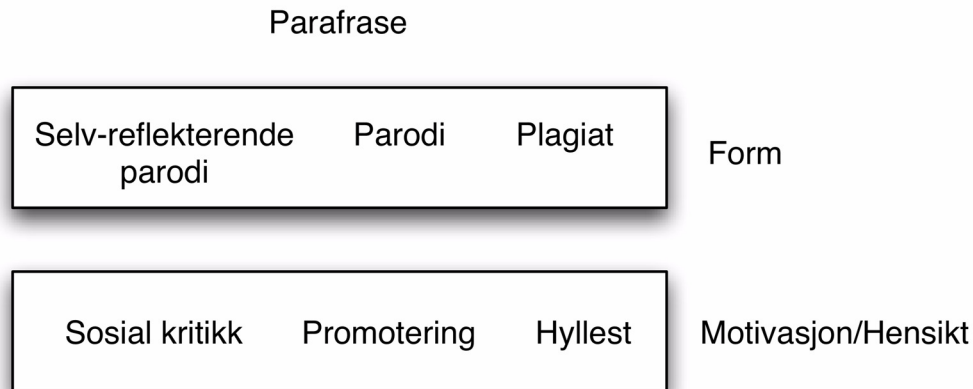 Parafrase
Selv-reflekterende Parodi Plagiat
parodi
Form
Sosial kritikk Promotering Hyllest Motivasjon/Hensikt